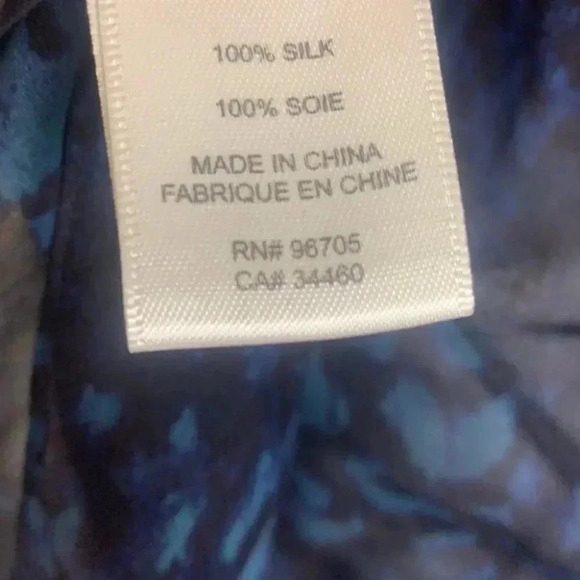 100% SILK
100% SOIE
MADE IN CHINA
FABRIQUE EN CHINE
RN# 96705
CA# 34460